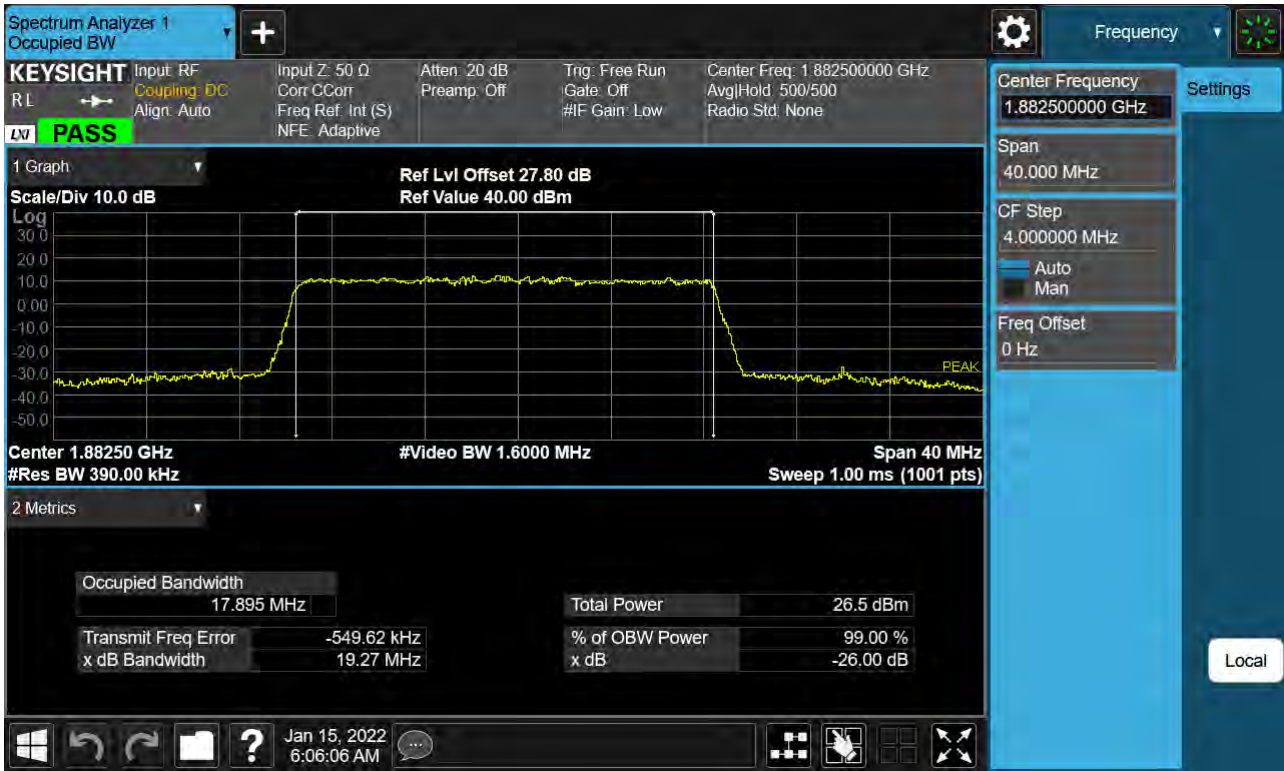 Spectrum Analyzer 1
Occupied BW
+
Frequency
KEYSIGHT
R L
LXI
PASS
Input: RF
Coupling: DC
Align: Auto
Input Z: 50 Ω
Corr CCorr
Freq Ref: Int (S)
NFE: Adaptive
Atten: 20 dB
Preamp: Off
Trig: Free Run
Gate: Off
#IF Gain: Low
Center Freq: 1.882500000 GHz
Avg|Hold: 500/500
Radio Std: None
Center Frequency
1.882500000 GHz
Settings
Span
40.000 MHz
CF Step
4.000000 MHz
Auto
Man
Freq Offset
0 Hz
Local
1 Graph
Scale/Div 10.0 dB
Ref Lvl Offset 27.80 dB
Ref Value 40.00 dBm
Log
30.0
20.0
10.0
0.00
-10.0
-20.0
-30.0
-40.0
-50.0
PEAK
Center 1.88250 GHz
#Video BW 1.6000 MHz
Span 40 MHz
#Res BW 390.00 kHz
Sweep 1.00 ms (1001 pts)
2 Metrics
Occupied Bandwidth
17.895 MHz
Total Power 26.5 dBm
Transmit Freq Error -549.62 kHz
% of OBW Power 99.00 %
x dB Bandwidth 19.27 MHz
x dB -26.00 dB
?
Jan 15, 2022
6:06:06 AM